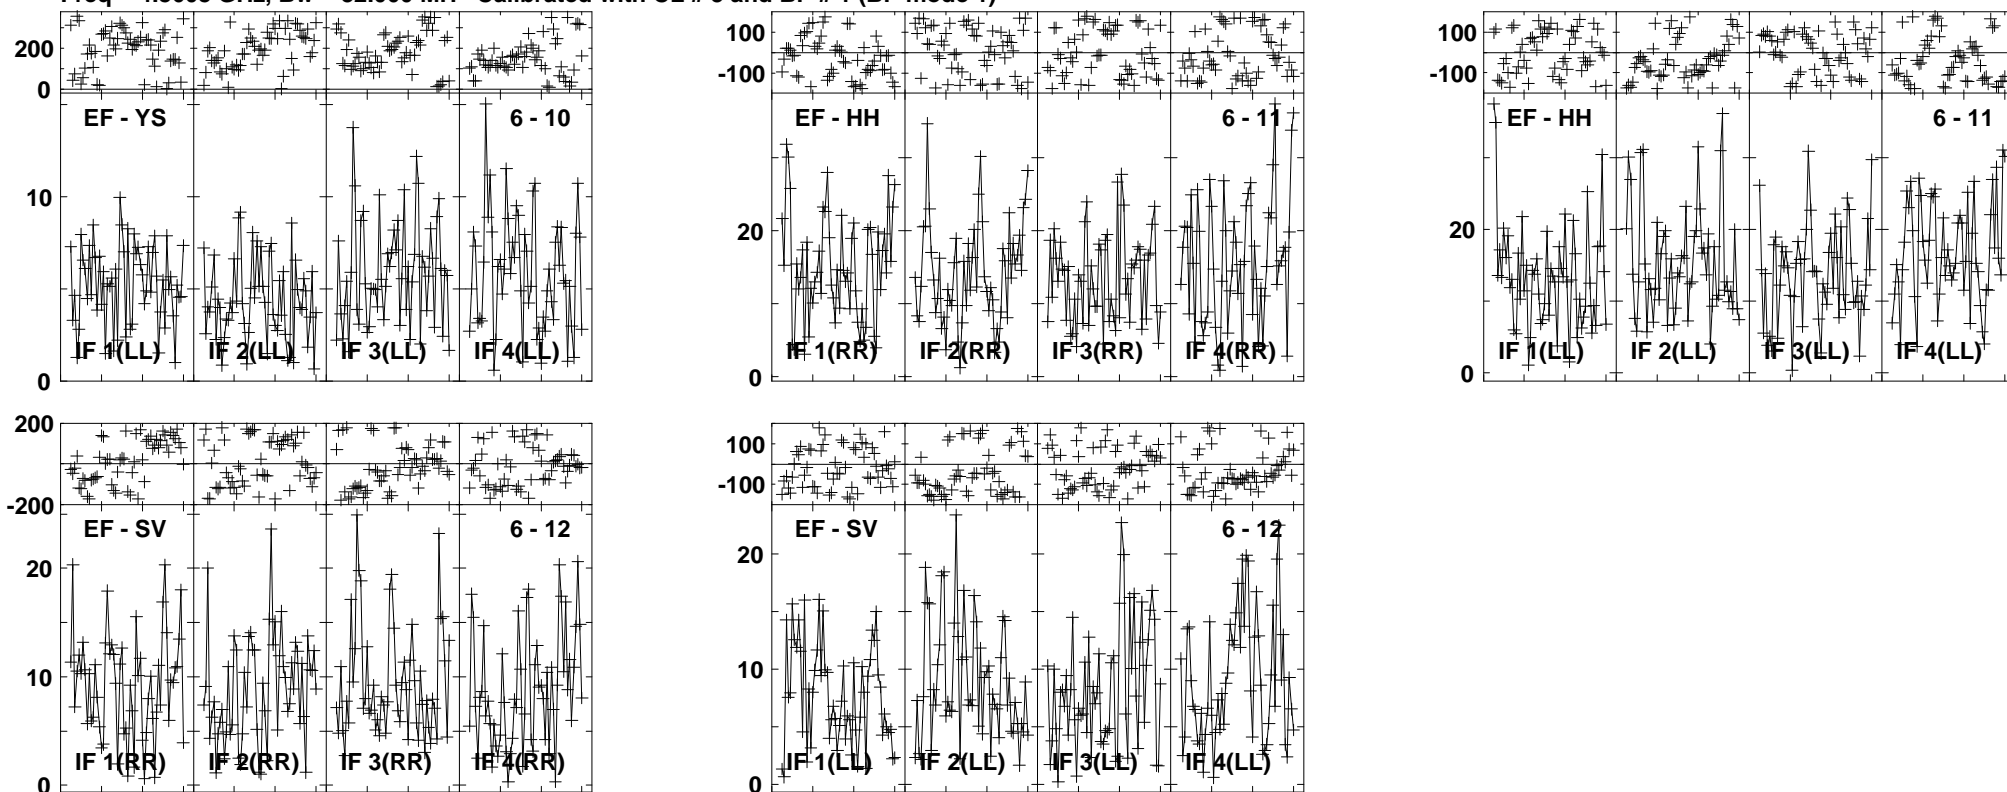 200
0
EF - YS
6 - 10
10
0
IF 1(LL)
IF 2(LL)
IF 3(LL)
IF 4(LL)
100
-100
EF - HH
6 - 11
20
0
IF 1(RR)
IF 2(RR)
IF 3(RR)
IF 4(RR)
100
-100
EF - HH
6 - 11
20
0
IF 1(LL)
IF 2(LL)
IF 3(LL)
IF 4(LL)
200
-200
EF - SV
6 - 12
20
10
0
IF 1(RR)
IF 2(RR)
IF 3(RR)
IF 4(RR)
100
-100
EF - SV
6 - 12
20
10
0
IF 1(LL)
IF 2(LL)
IF 3(LL)
IF 4(LL)